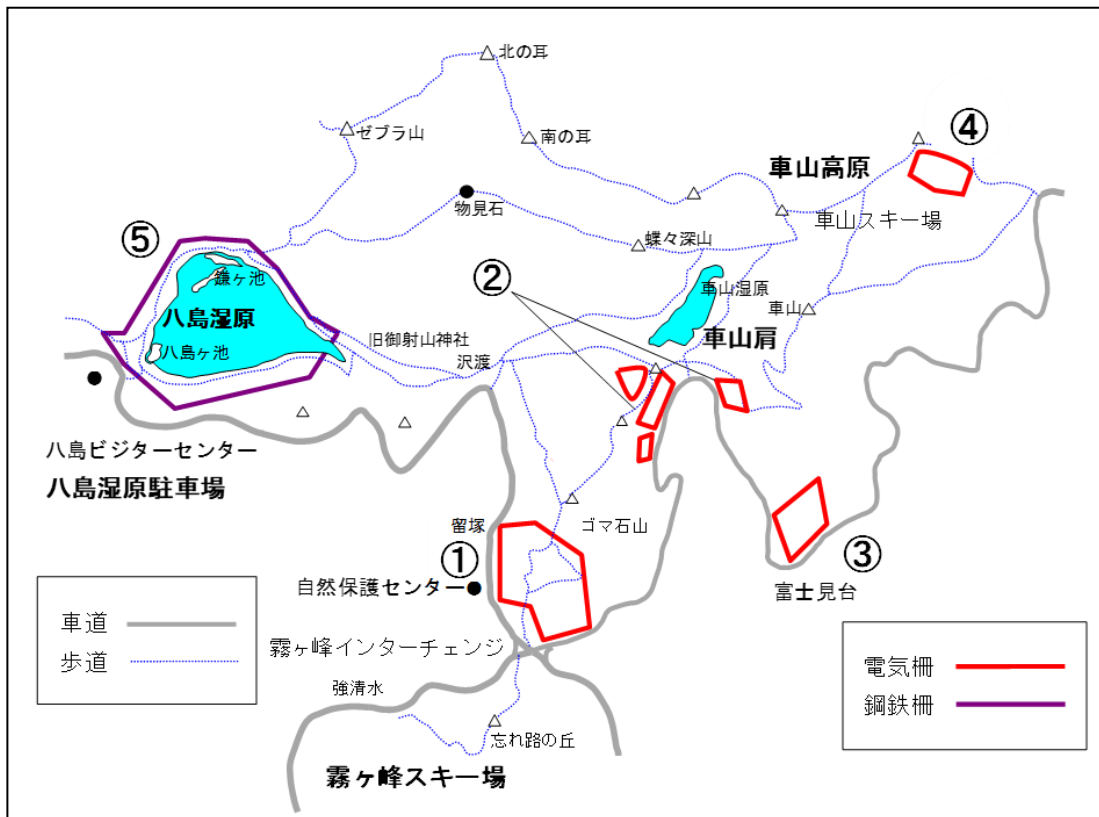 北の耳
ゼブラ山
南の耳
④
車山高原
物見石
車山スキー場
⑤
蝶々深山
②
鎌ヶ池
車山湿原
八島湿原
車山
車山肩
旧御射山神社
八島ヶ池
沢渡
八島ビジターセンター
八島湿原駐車場
留塚
ゴマ石山
①
③
自然保護センター
富士見台
車道
歩道
霧ヶ峰インターチェンジ
電気柵
鋼鉄柵
強清水
忘れ路の丘
霧ヶ峰スキー場